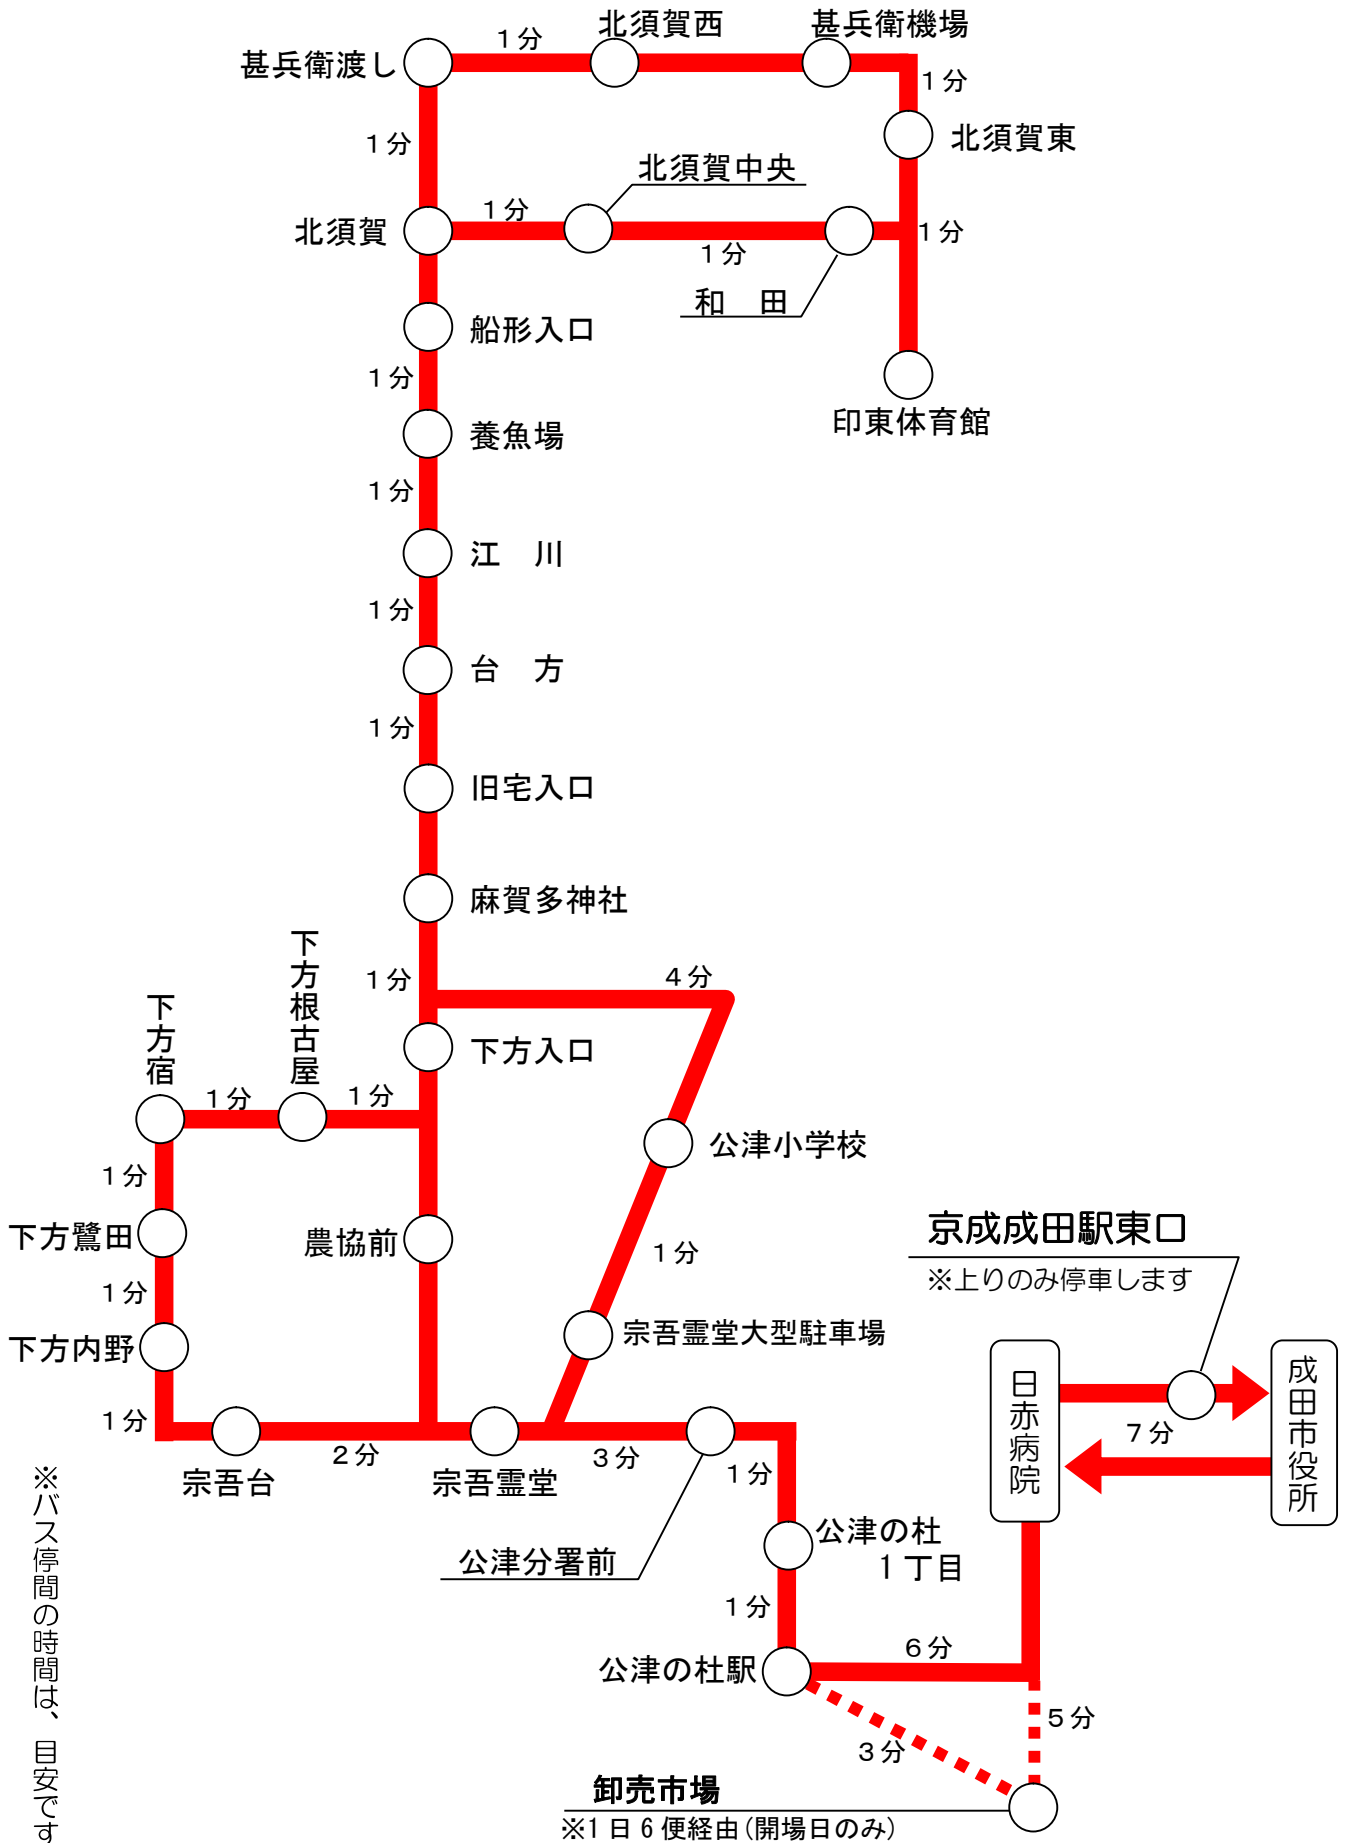 北須賀西
甚兵衛機場
1分
甚兵衛渡し
1分
1分
北須賀東
北須賀中央
1分
北須賀
1分
1分
和　田
船形入口
1分
印東体育館
養魚場
1分
江　川
1分
台　方
1分
旧宅入口
麻賀多神社
1分
4分
下方根古屋
下方宿
下方入口
1分
1分
公津小学校
1分
下方鷺田
農協前
1分
1分
下方内野
宗吾霊堂大型駐車場
京成成田駅東口
※上りのみ停車します
日赤病院
成田市役所
7分
1分
2分
3分
1分
宗吾台
宗吾霊堂
公津分署前
公津の杜
1丁目
1分
6分
公津の杜駅
5分
3分
卸売市場
※1日6便経由(開場日のみ)
※バス停間の時間は、目安です